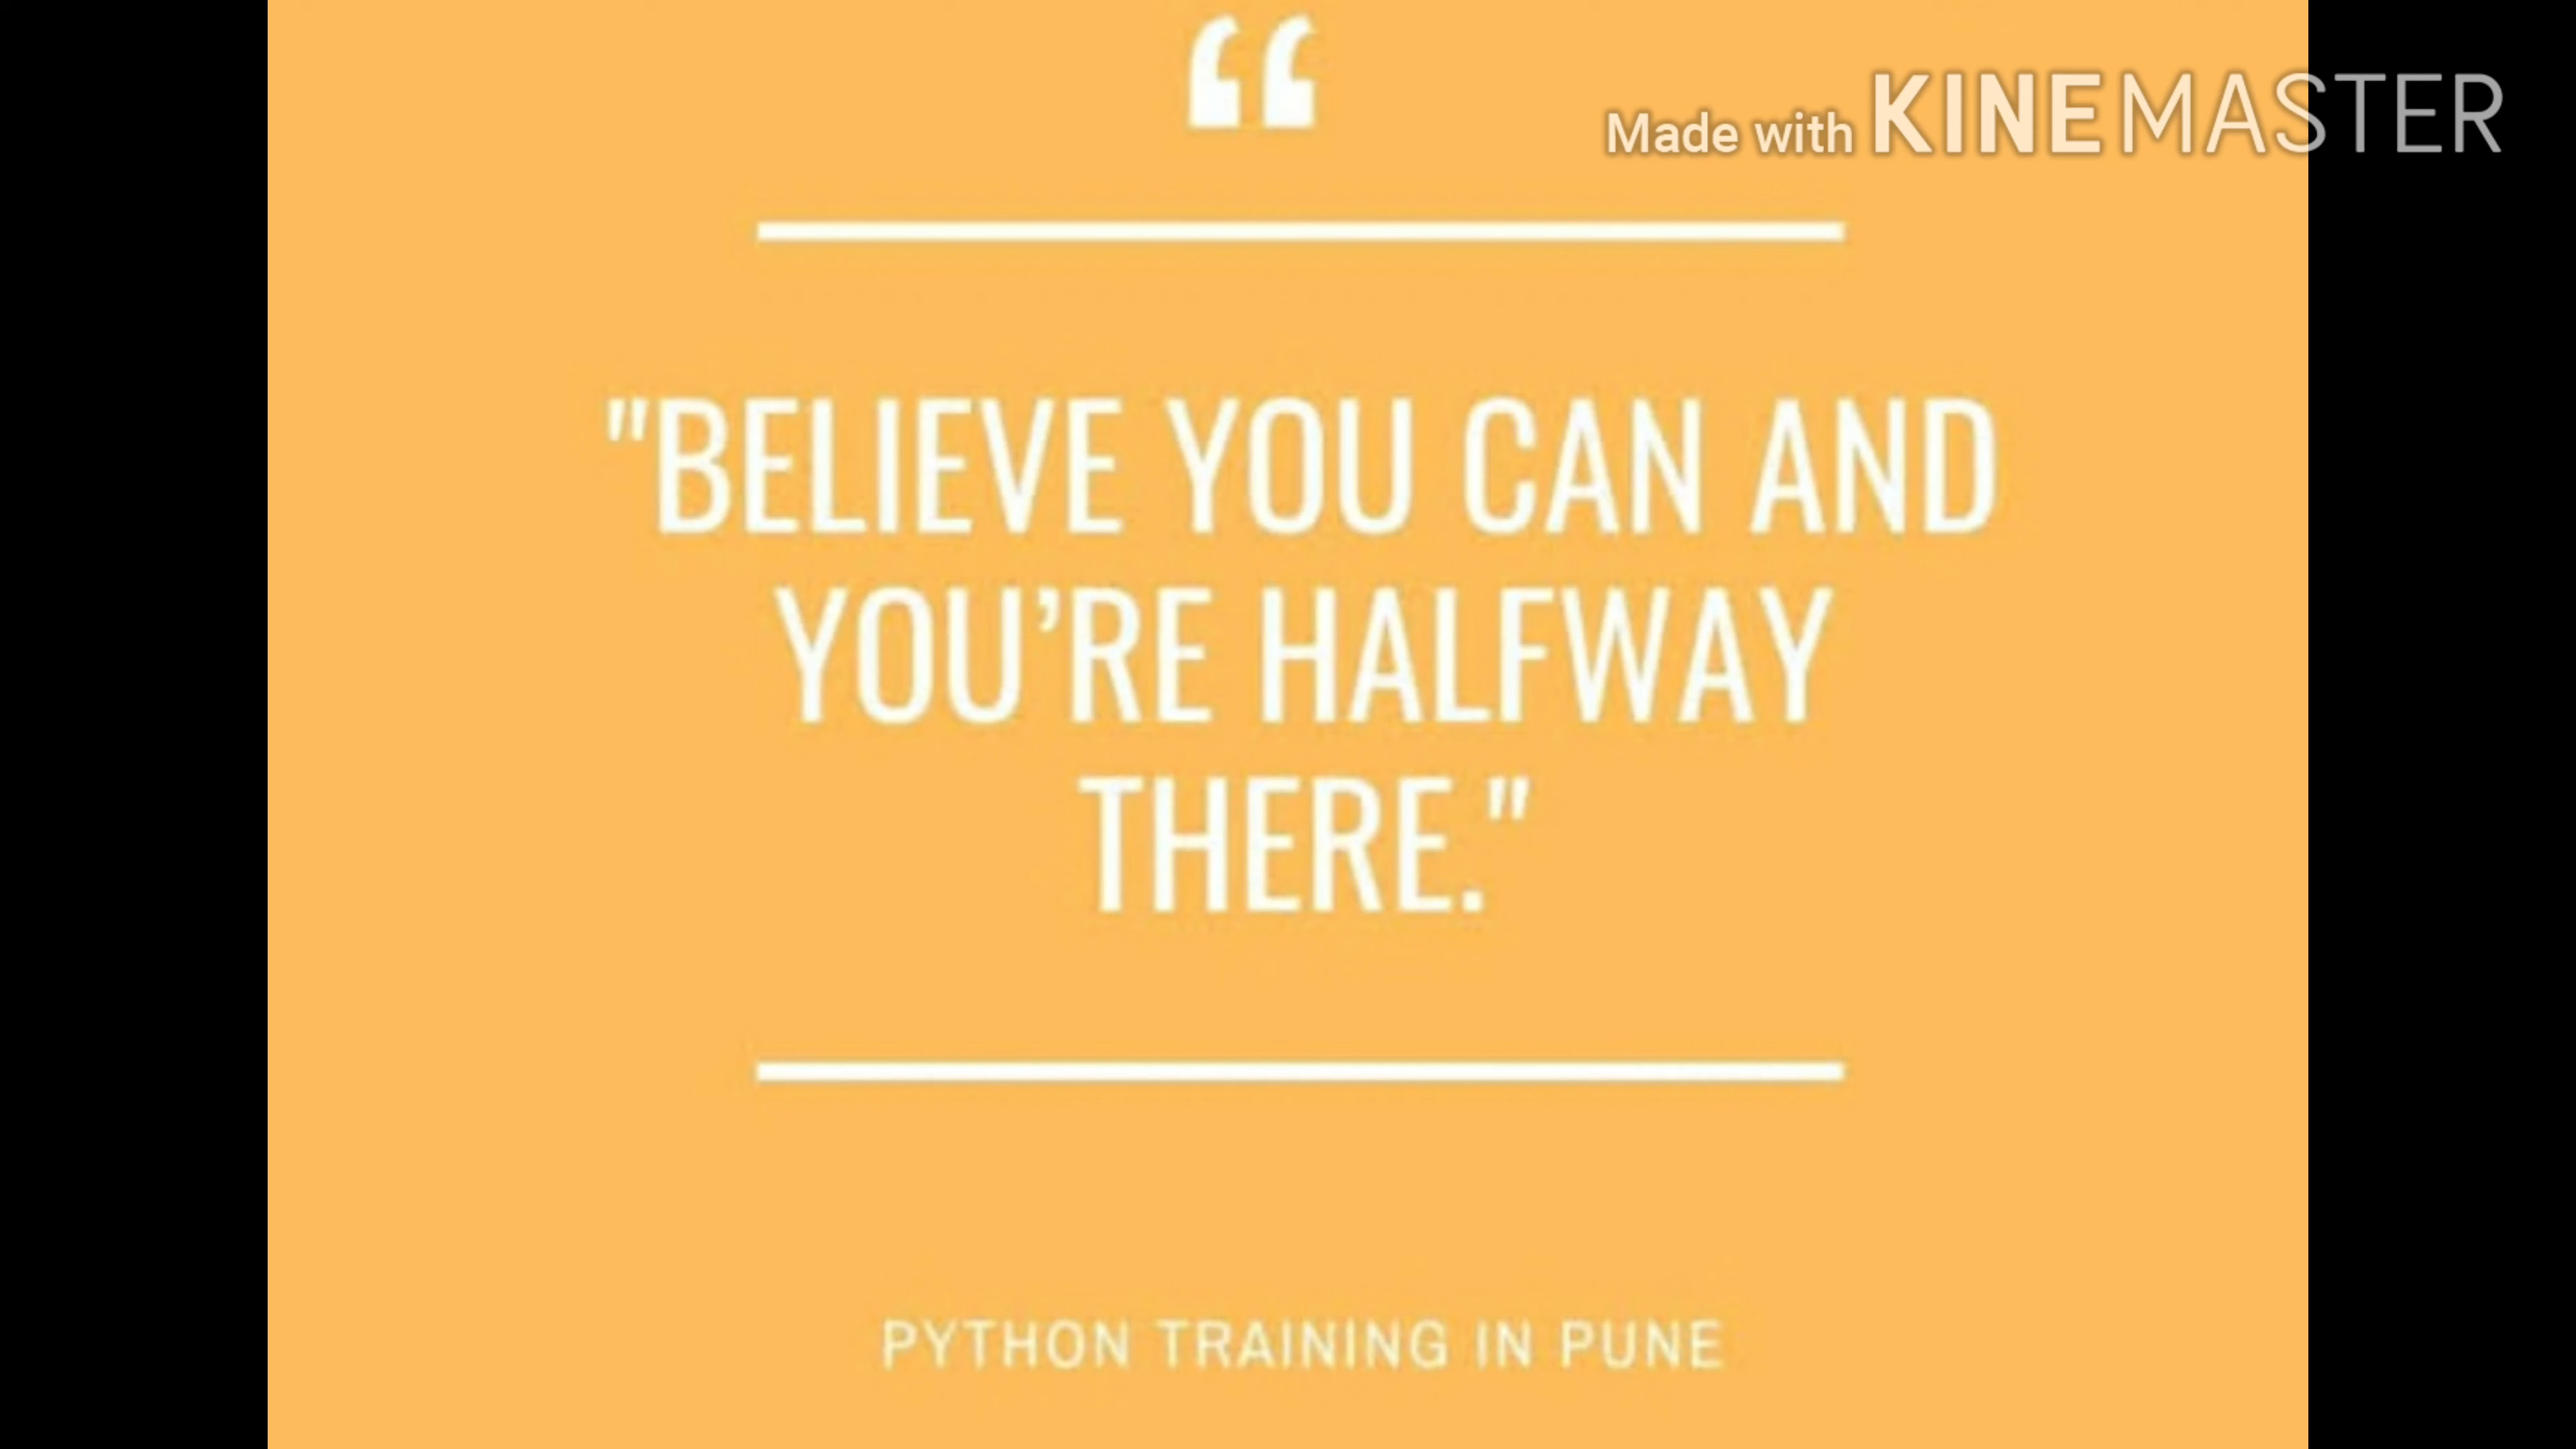 “
Made with KINEMASTER
"BELIEVE YOU CAN AND
YOU’RE HALFWAY
THERE."
PYTHON TRAINING IN PUNE